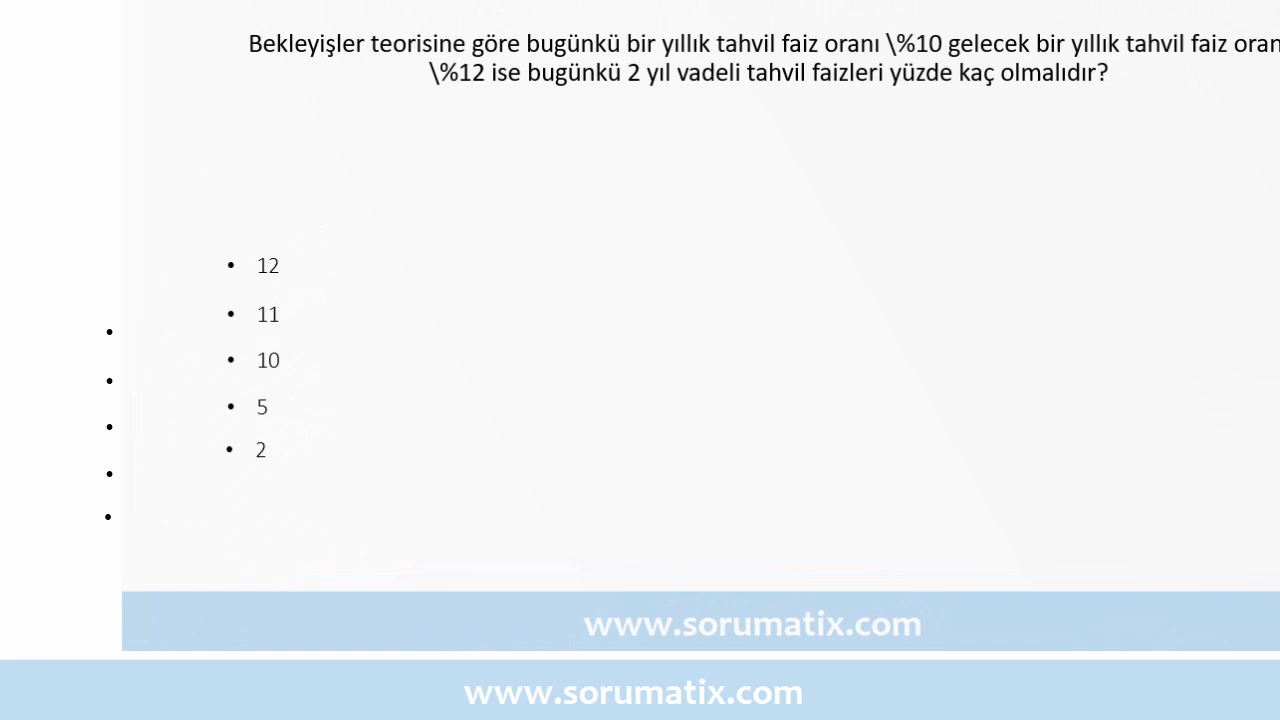 Bekleyişler teorisine göre bugünkü bir yıllık tahvil faiz oranı \%10 gelecek bir yıllık tahvil faiz oran
\%12 ise bugünkü 2 yıl vadeli tahvil faizleri yüzde kaç olmalıdır?
• 12
• 11
• 10
• 5
• 2
www.sorumatix.com
www.sorumatix.com